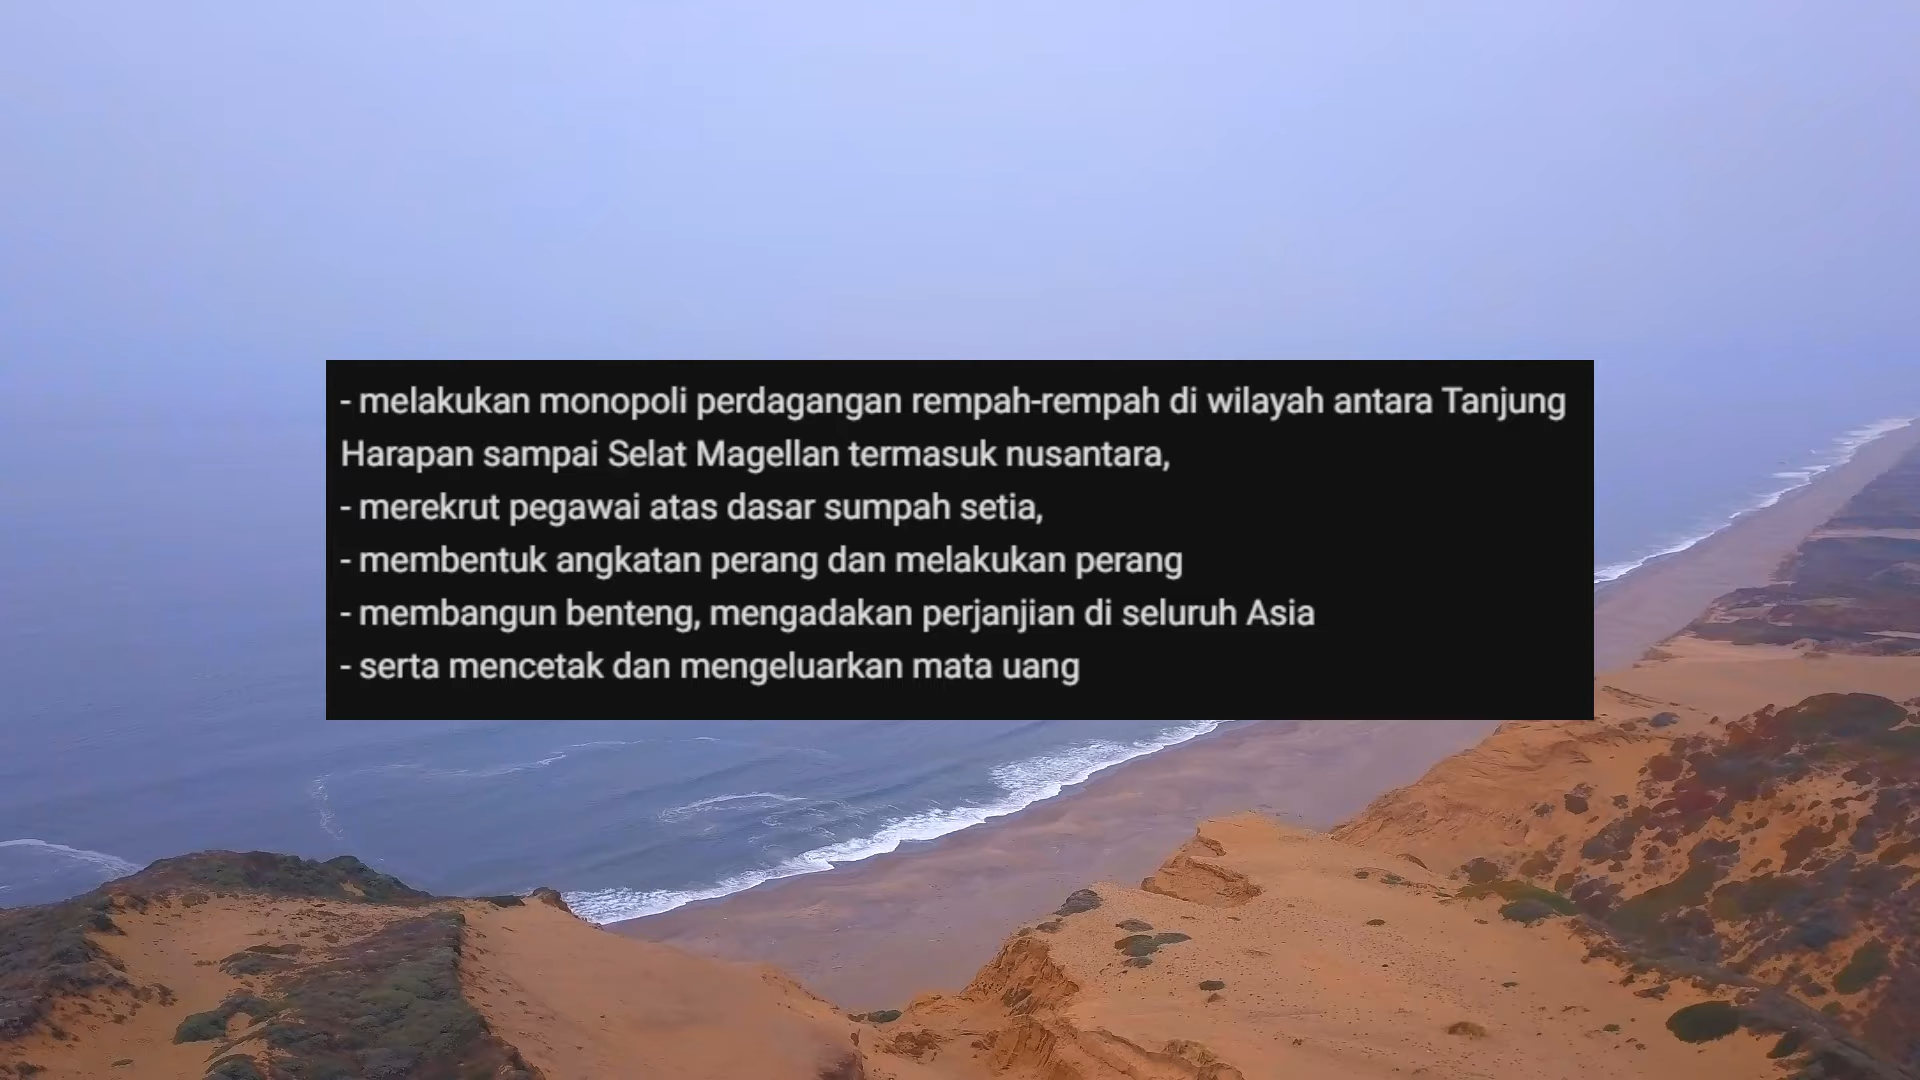 - melakukan monopoli perdagangan rempah-rempah di wilayah antara Tanjung
Harapan sampai Selat Magellan termasuk nusantara,
- merekrut pegawai atas dasar sumpah setia,
- membentuk angkatan perang dan melakukan perang
- membangun benteng, mengadakan perjanjian di seluruh Asia
- serta mencetak dan mengeluarkan mata uang